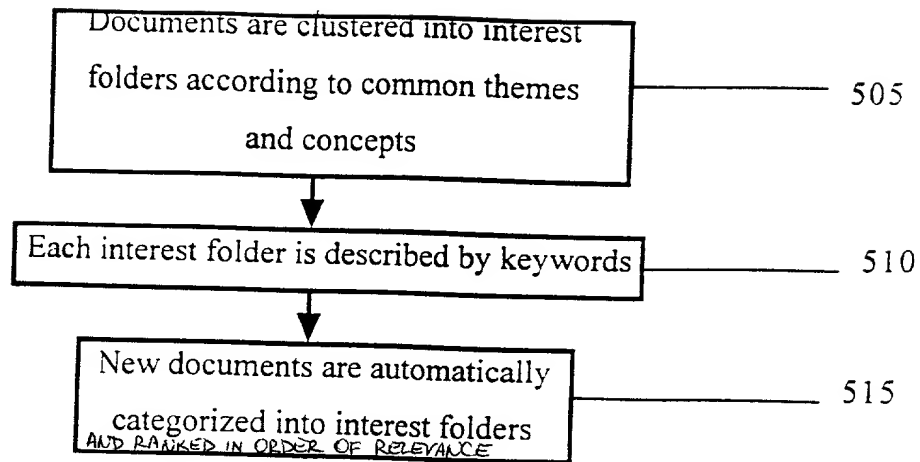 Documents are clustered into interest
folders according to common themes
and concepts
505
Each interest folder is described by keywords
510
New documents are automatically
categorized into interest folders
AND RANKED IN ORDER OF RELEVANCE
515